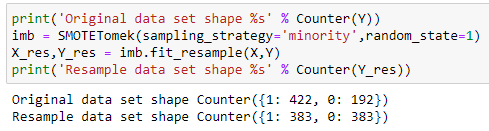 print('Original data set shape %s' % Counter(Y))
imb = SMOTETomek(sampling_strategy='minority',random_state=1)
X_res,Y_res = imb.fit_resample(X,Y)
print('Resample data set shape %s' % Counter(Y_res))
Original data set shape Counter({1: 422, 0: 192})
Resample data set shape Counter({1: 383, 0: 383})